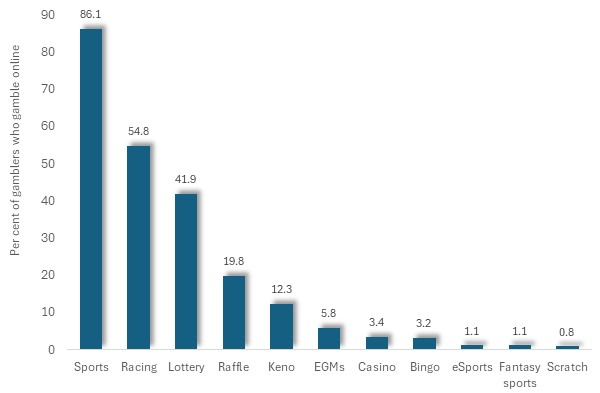 Per cent of gamblers who gamble online
90
80
70
60
50
40
30
20
10
0
86.1
54.8
41.9
19.8
12.3
5.8
3.4
3.2
1.1
1.1
0.8
Sports
Racing
Lottery
Raffle
Keno
EGMs
Casino
Bingo
eSports
Fantasy
sports
Scratch